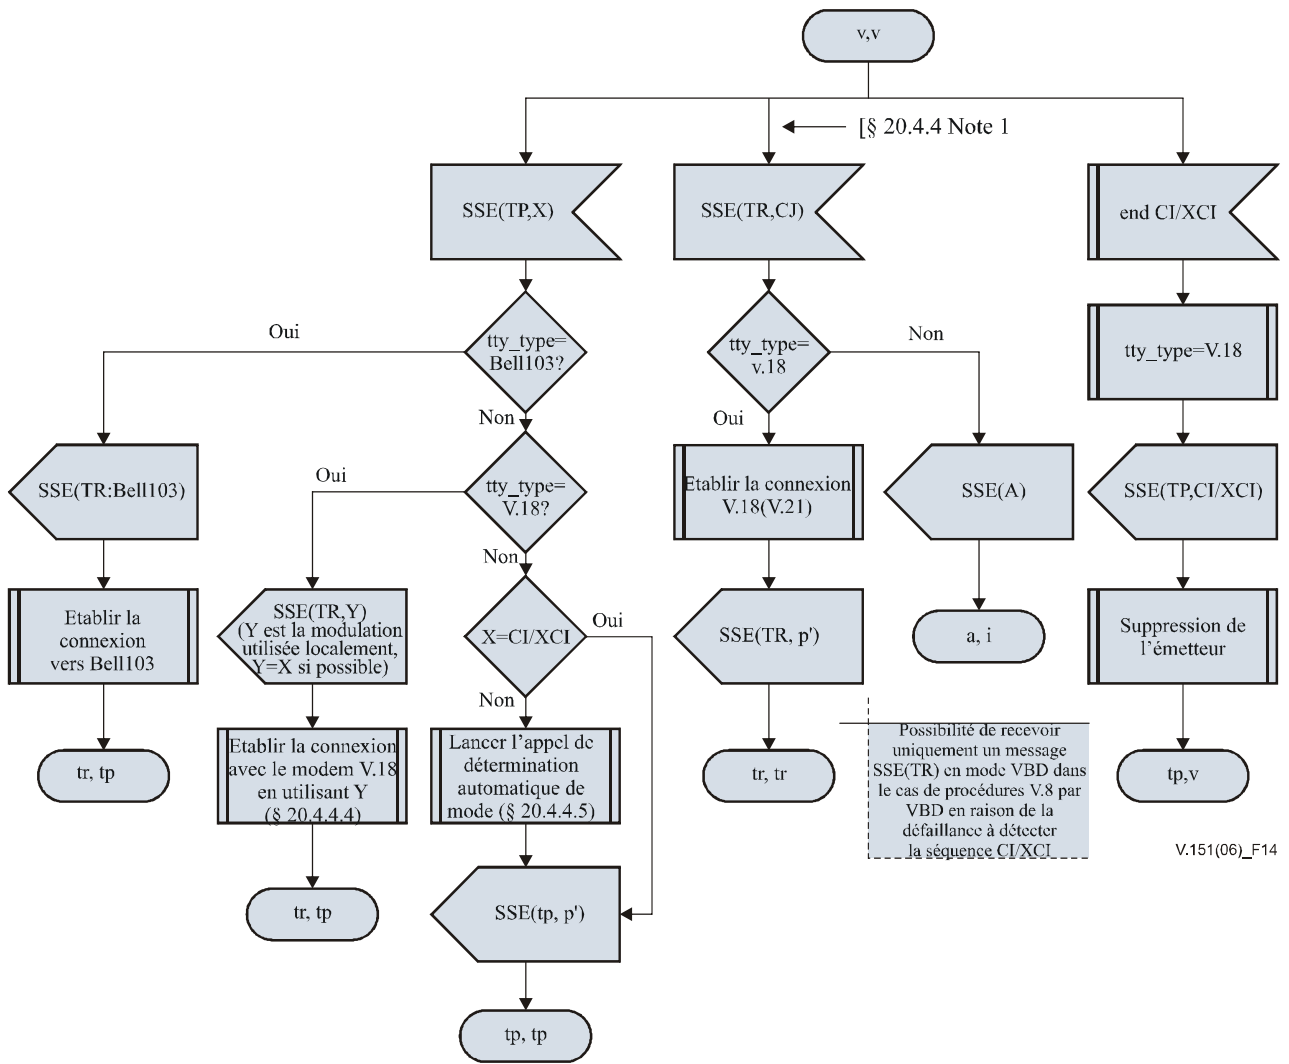 v,v
[§ 20.4.4 Note 1
SSE(TP,X)
SSE(TR,CJ)
end CI/XCI
Oui
tty_type=
Bell103?
Non
tty_type=
v.18
Non
Oui
tty_type=V.18
SSE(TR:Bell103)
Oui
tty_type=
V.18?
Non
Etablir la connexion
V.18(V.21)
SSE(A)
SSE(TP,CI/XCI)
Etablir la
connexion
vers Bell103
SSE(TR,Y)
(Y est la modulation
utilisée localement,
Y=X si possible)
X=CI/XCI
Oui
Non
SSE(TR, p')
a, i
Suppression de
l'émetteur
tr, tp
Etablir la connexion
avec le modem V.18
en utilisant Y
(§ 20.4.4.4)
Lancer l'appel de
détermination
automatique de
mode (§ 20.4.4.5)
tr, tr
Possibilité de recevoir
uniquement un message
SSE(TR) en mode VBD dans
le cas de procédures V.8 par
VBD en raison de la
défaillance à détecter
la séquence CI/XCI
tp,v
V.151(06)_F14
tr, tp
SSE(tp, p')
tp, tp